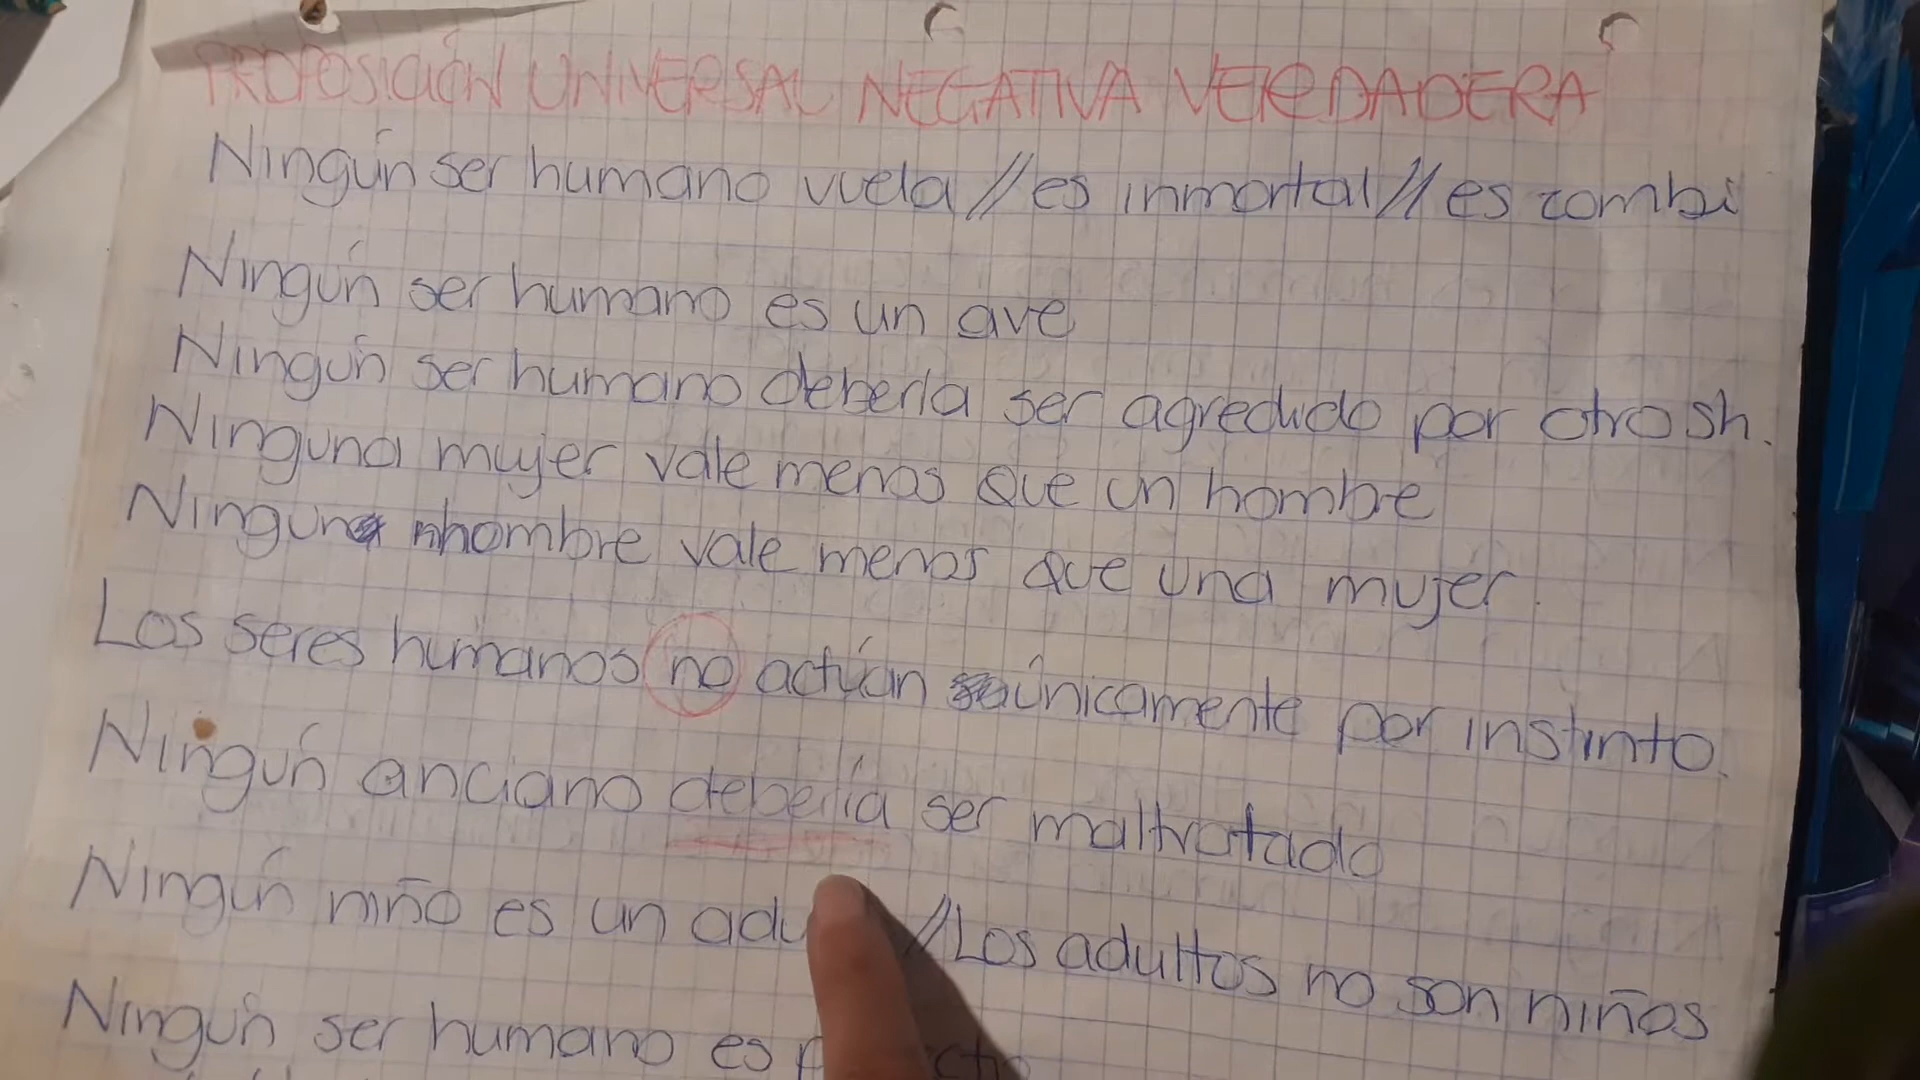 PROPOSICIÓN UNIVERSAL NEGATIVA VERDADERA
Ningún ser humano vuela // es inmortal // es zombi
Ningún ser humano es un ave
Ningún ser humano debería ser agredido por otro sh.
Ninguna mujer vale menos que un hombre
Ningun hombre vale menos que una mujer.
Los seres humanos no actúan únicamente por instinto.
Ningún anciano debería ser maltratado
Ningún niño es un // Los adultos no son niños
Ningún ser humano es